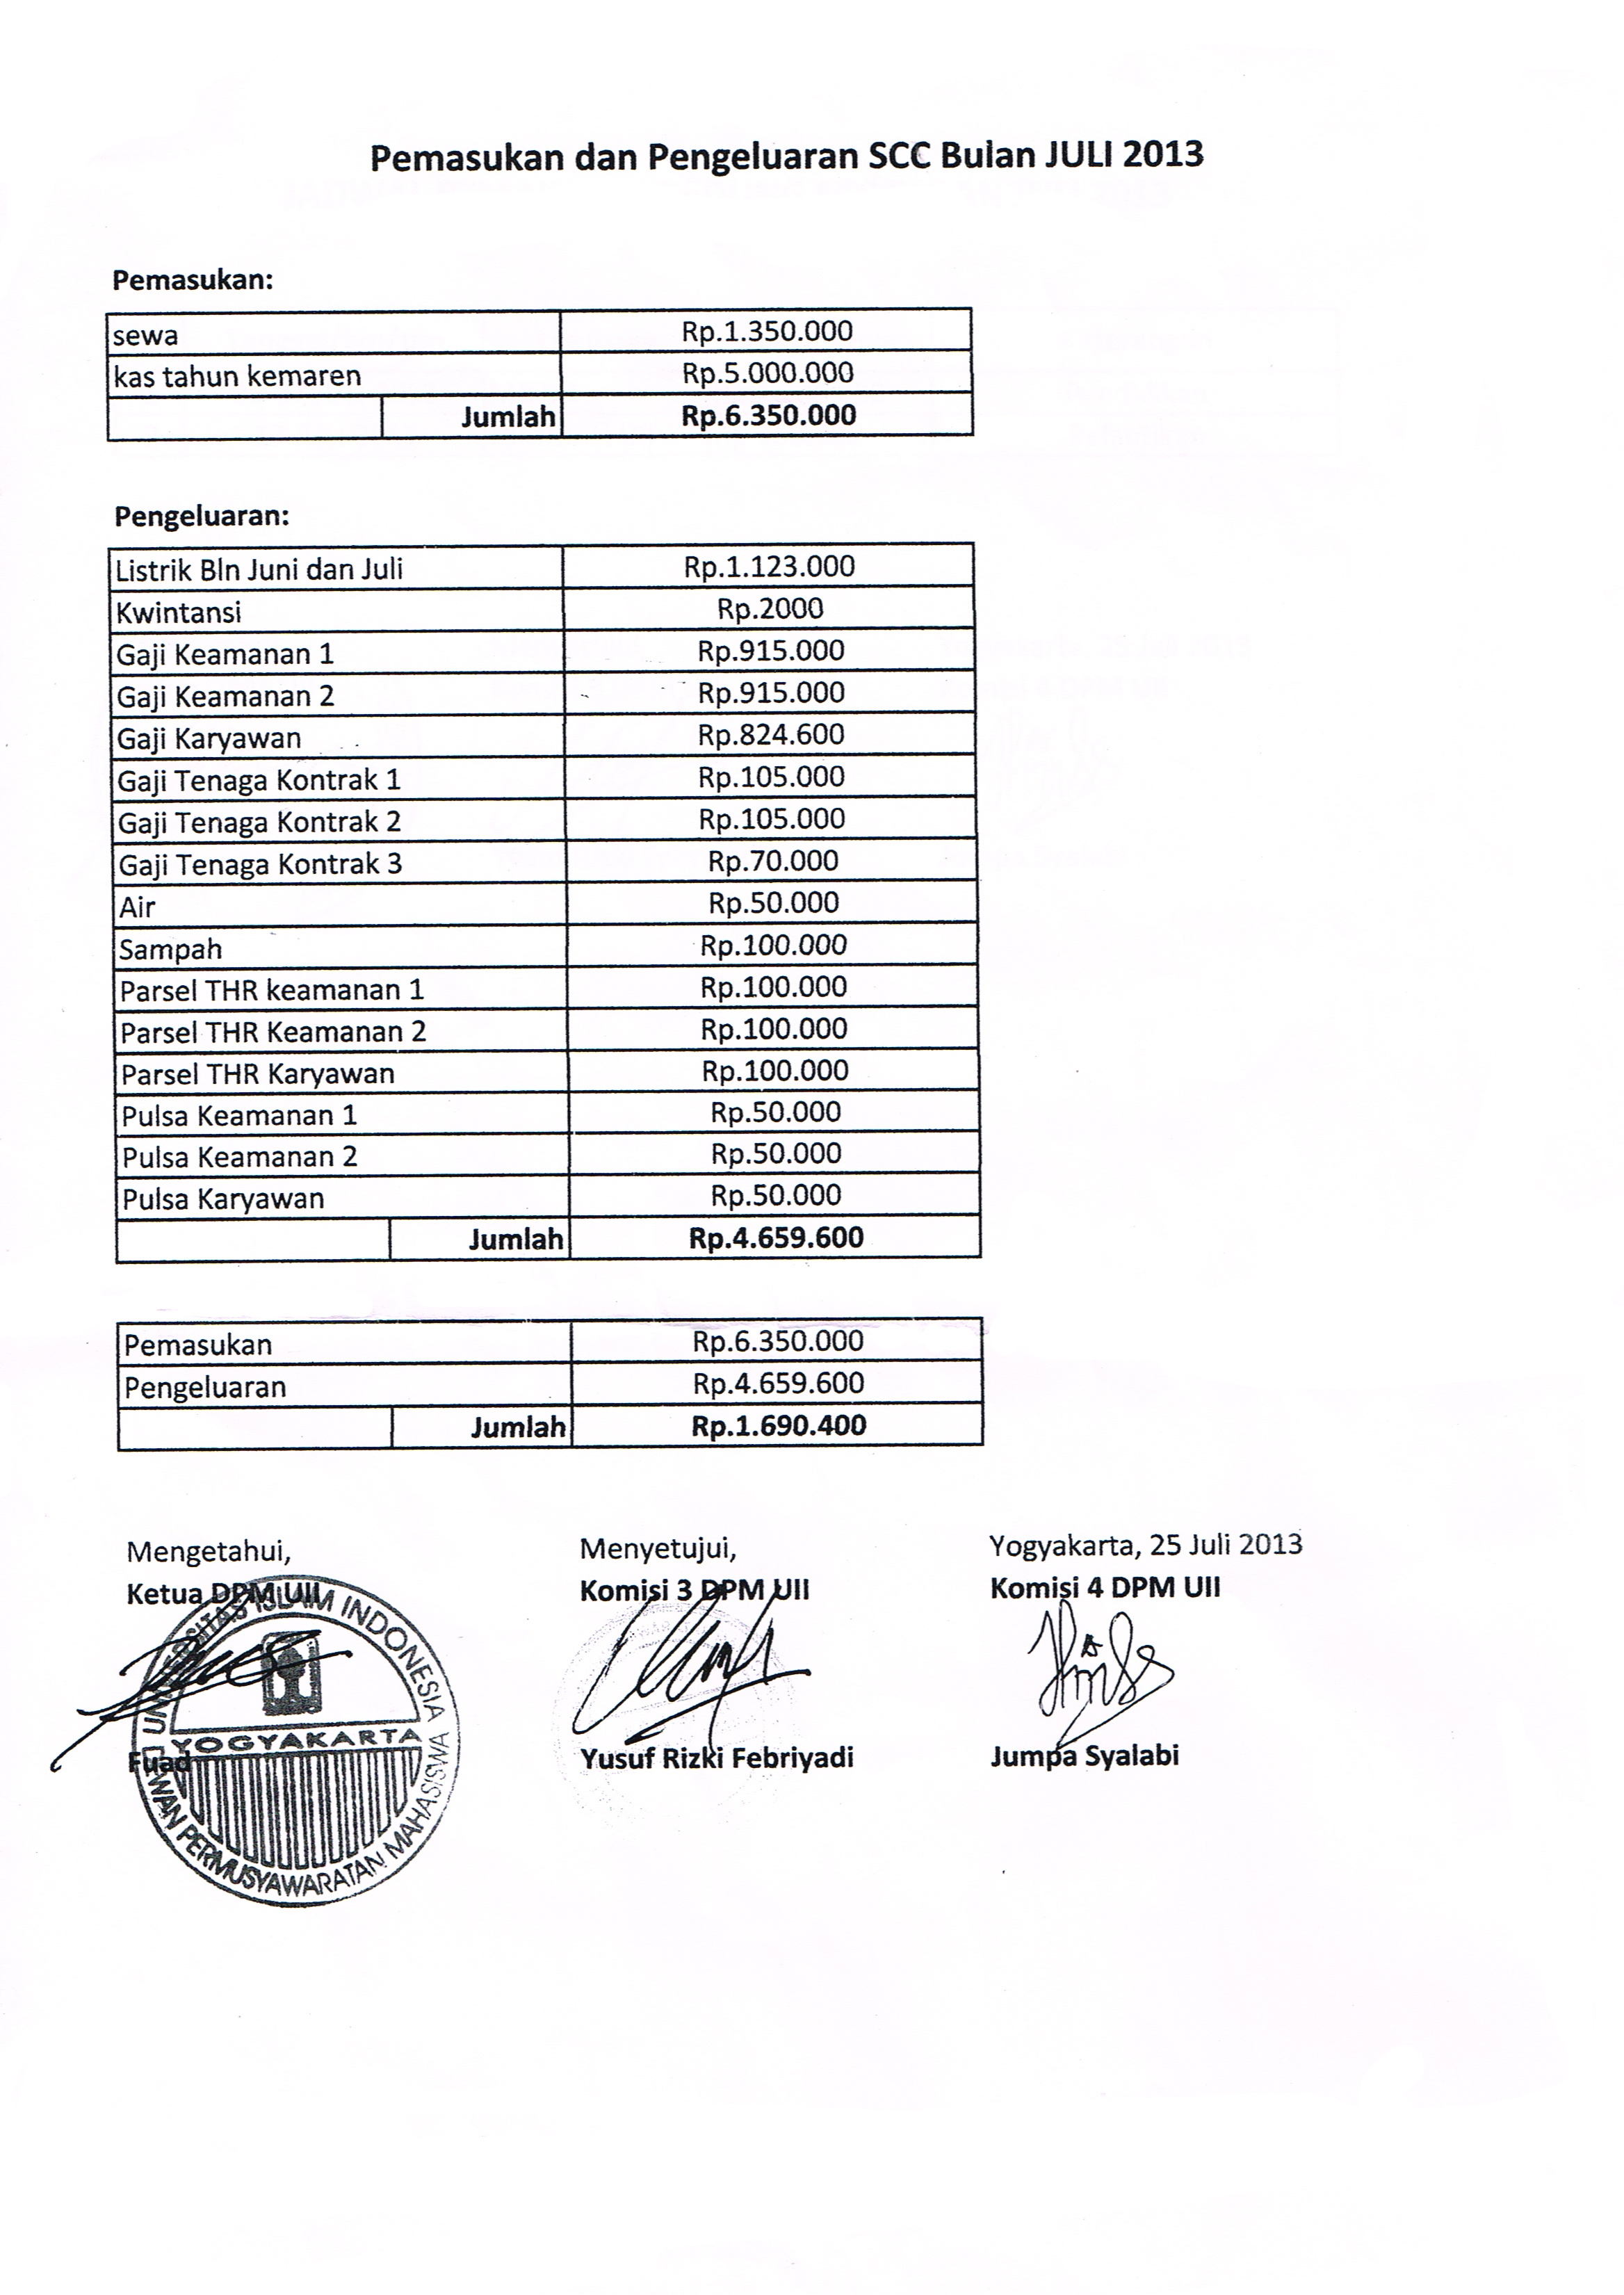 Pemasukan dan Pengeluaran SCC Bulan JULI 2013
Pemasukan:
sewa Rp.1.350.000
kas tahun kemaren Rp.5.000.000
Jumlah Rp.6.350.000
Pengeluaran:
Listrik Bln Juni dan Juli Rp.1.123.000
Kwintansi Rp.2000
Gaji Keamanan 1 Rp.915.000
Gaji Keamanan 2 Rp.915.000
Gaji Karyawan Rp.824.600
Gaji Tenaga Kontrak 1 Rp.105.000
Gaji Tenaga Kontrak 2 Rp.105.000
Gaji Tenaga Kontrak 3 Rp.70.000
Air Rp.50.000
Sampah Rp.100.000
Parsel THR keamanan 1 Rp.100.000
Parsel THR Keamanan 2 Rp.100.000
Parsel THR Karyawan Rp.100.000
Pulsa Keamanan 1 Rp.50.000
Pulsa Keamanan 2 Rp.50.000
Pulsa Karyawan Rp.50.000
Jumlah Rp.4.659.600
Pemasukan Rp.6.350.000
Pengeluaran Rp.4.659.600
Jumlah Rp.1.690.400
Mengetahui, Menyetujui, Yogyakarta, 25 Juli 2013
Ketua DPM UII Komisi 3 DPM UII Komisi 4 DPM UII
UNIVERSITAS ISLAM INDONESIA
YOGYAKARTA
DEWAN PERMUSYAWARATAN MAHASISWA
Fuad Yusuf Rizki Febriyadi Jumpa Syalabi